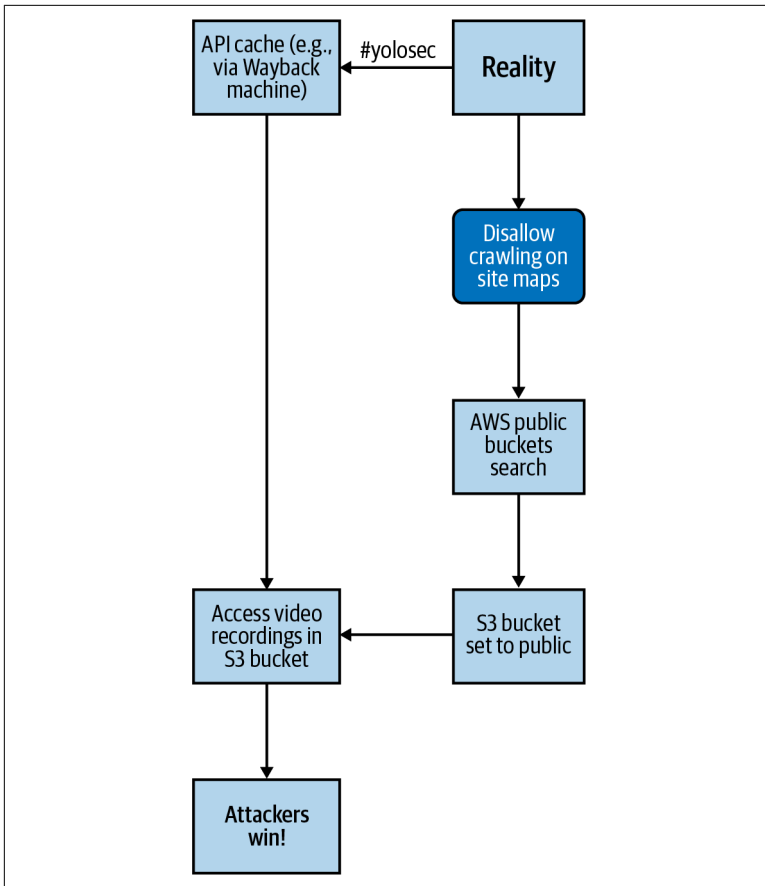 API cache (e.g.,
via Wayback
machine)
#yolosec
Reality
Disallow
crawling on
site maps
AWS public
buckets
search
Access video
recordings in
S3 bucket
S3 bucket
set to public
Attackers
win!